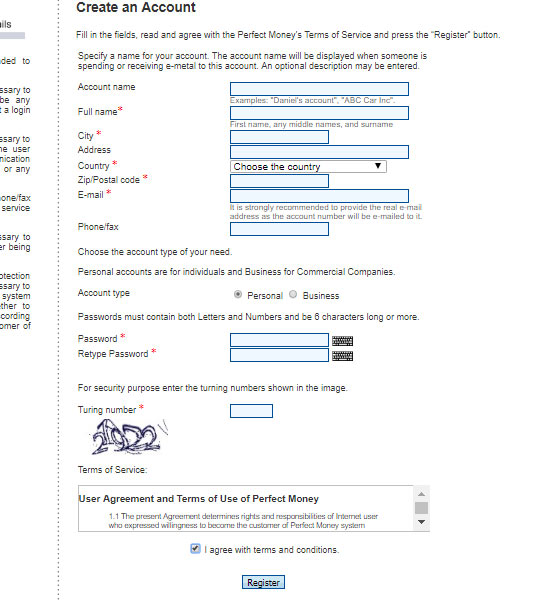 ils
ded to
ssary to
be any
t a login
ssary to
he user
nication
or any
one/fax
service
ssary to
er being
otection
ssary to
system
ther to
cording
omer of
Create an Account
Fill in the fields, read and agree with the Perfect Money's Terms of Service and press the "Register" button.
Specify a name for your account. The account name will be displayed when someone is
spending or receiving e-metal to this account. An optional description may be entered.
Account name
Examples: "Daniel's account", "ABC Car Inc".
Full name*
First name, any middle names, and surname
City *
Address
Country * Choose the country
Zip/Postal code *
E-mail *
It is strongly recommended to provide the real e-mail
address as the account number will be e-mailed to it.
Phone/fax
Choose the account type of your need.
Personal accounts are for individuals and Business for Commercial Companies.
Account type Personal Business
Passwords must contain both Letters and Numbers and be 6 characters long or more.
Password *
Retype Password *
For security purpose enter the turning numbers shown in the image.
Turing number *
Terms of Service:
User Agreement and Terms of Use of Perfect Money
1.1 The present Agreement determines rights and responsibilities of Internet user
who expressed willingness to become the customer of Perfect Money system
I agree with terms and conditions.
Register